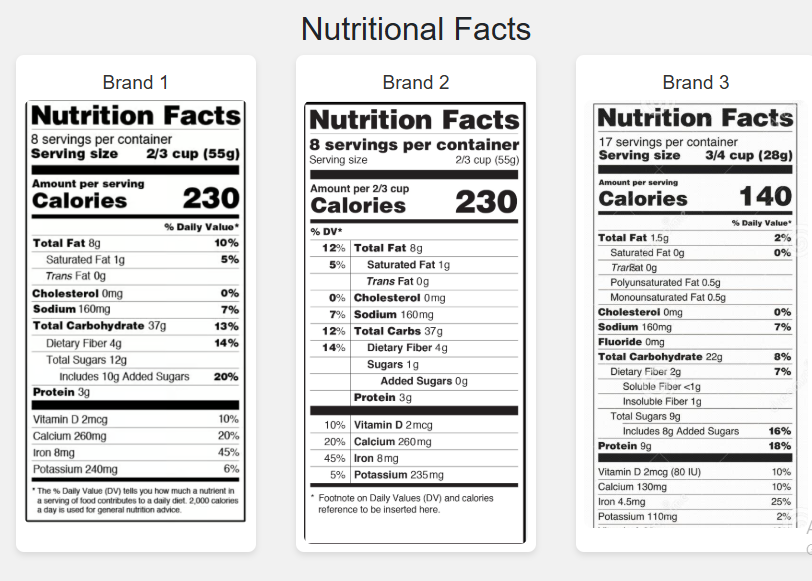 Nutritional Facts
Brand 1
Nutrition Facts
8 servings per container
Serving size 2/3 cup (55g)
Amount per serving
Calories 230
% Daily Value*
Total Fat 8g 10%
Saturated Fat 1g 5%
Trans Fat 0g
Cholesterol 0mg 0%
Sodium 160mg 7%
Total Carbohydrate 37g 13%
Dietary Fiber 4g 14%
Total Sugars 12g
Includes 10g Added Sugars 20%
Protein 3g
Vitamin D 2mcg 10%
Calcium 260mg 20%
Iron 8mg 45%
Potassium 240mg 6%
* The % Daily Value (DV) tells you how much a nutrient in
a serving of food contributes to a daily diet. 2,000 calories
a day is used for general nutrition advice.
Brand 2
Nutrition Facts
8 servings per container
Serving size 2/3 cup (55g)
Amount per 2/3 cup
Calories 230
% DV*
12% Total Fat 8g
5% Saturated Fat 1g
Trans Fat 0g
0% Cholesterol 0mg
7% Sodium 160mg
12% Total Carbs 37g
14% Dietary Fiber 4g
Sugars 1g
Added Sugars 0g
Protein 3g
10% Vitamin D 2mcg
20% Calcium 260mg
45% Iron 8mg
5% Potassium 235mg
* Footnote on Daily Values (DV) and calories
reference to be inserted here.
Brand 3
Nutrition Facts
17 servings per container
Serving size 3/4 cup (28g)
Amount per serving
Calories 140
% Daily Value*
Total Fat 1.5g 2%
Saturated Fat 0g 0%
Fat 0g
Polyunsaturated Fat 0.5g
Monounsaturated Fat 0.5g
Cholesterol 0mg 0%
Sodium 160mg 7%
Fluoride 0mg
Total Carbohydrate 22g 8%
Dietary Fiber 2g 7%
Soluble Fiber <1g
Insoluble Fiber 1g
Total Sugars 9g
Includes 8g Added Sugars 16%
Protein 9g 18%
Vitamin D 2mcg (80 IU) 10%
Calcium 130mg 10%
Iron 4.5mg 25%
Potassium 110mg 2%